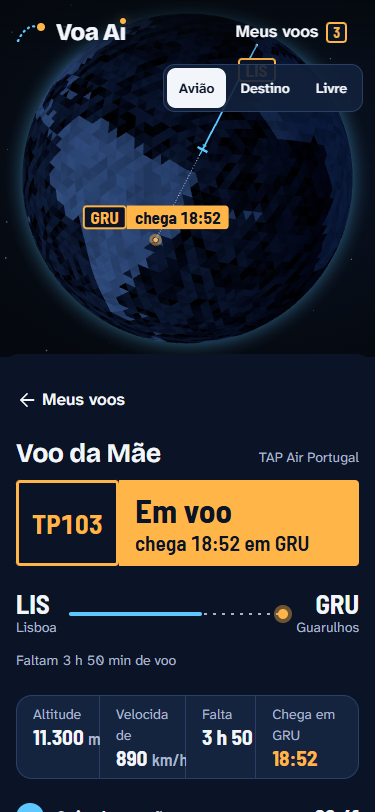 Voa Aí
Meus voos 3
LIS
Avião Destino Livre
GRU chega 18:52
← Meus voos
Voo da Mãe
TAP Air Portugal
TP103
Em voo
chega 18:52 em GRU
LIS GRU
Lisboa Guarulhos
Faltam 3 h 50 min de voo
Altitude
11.300 m
Velocida
de
890 km/h
Falta
3 h 50
Chega em
GRU
18:52